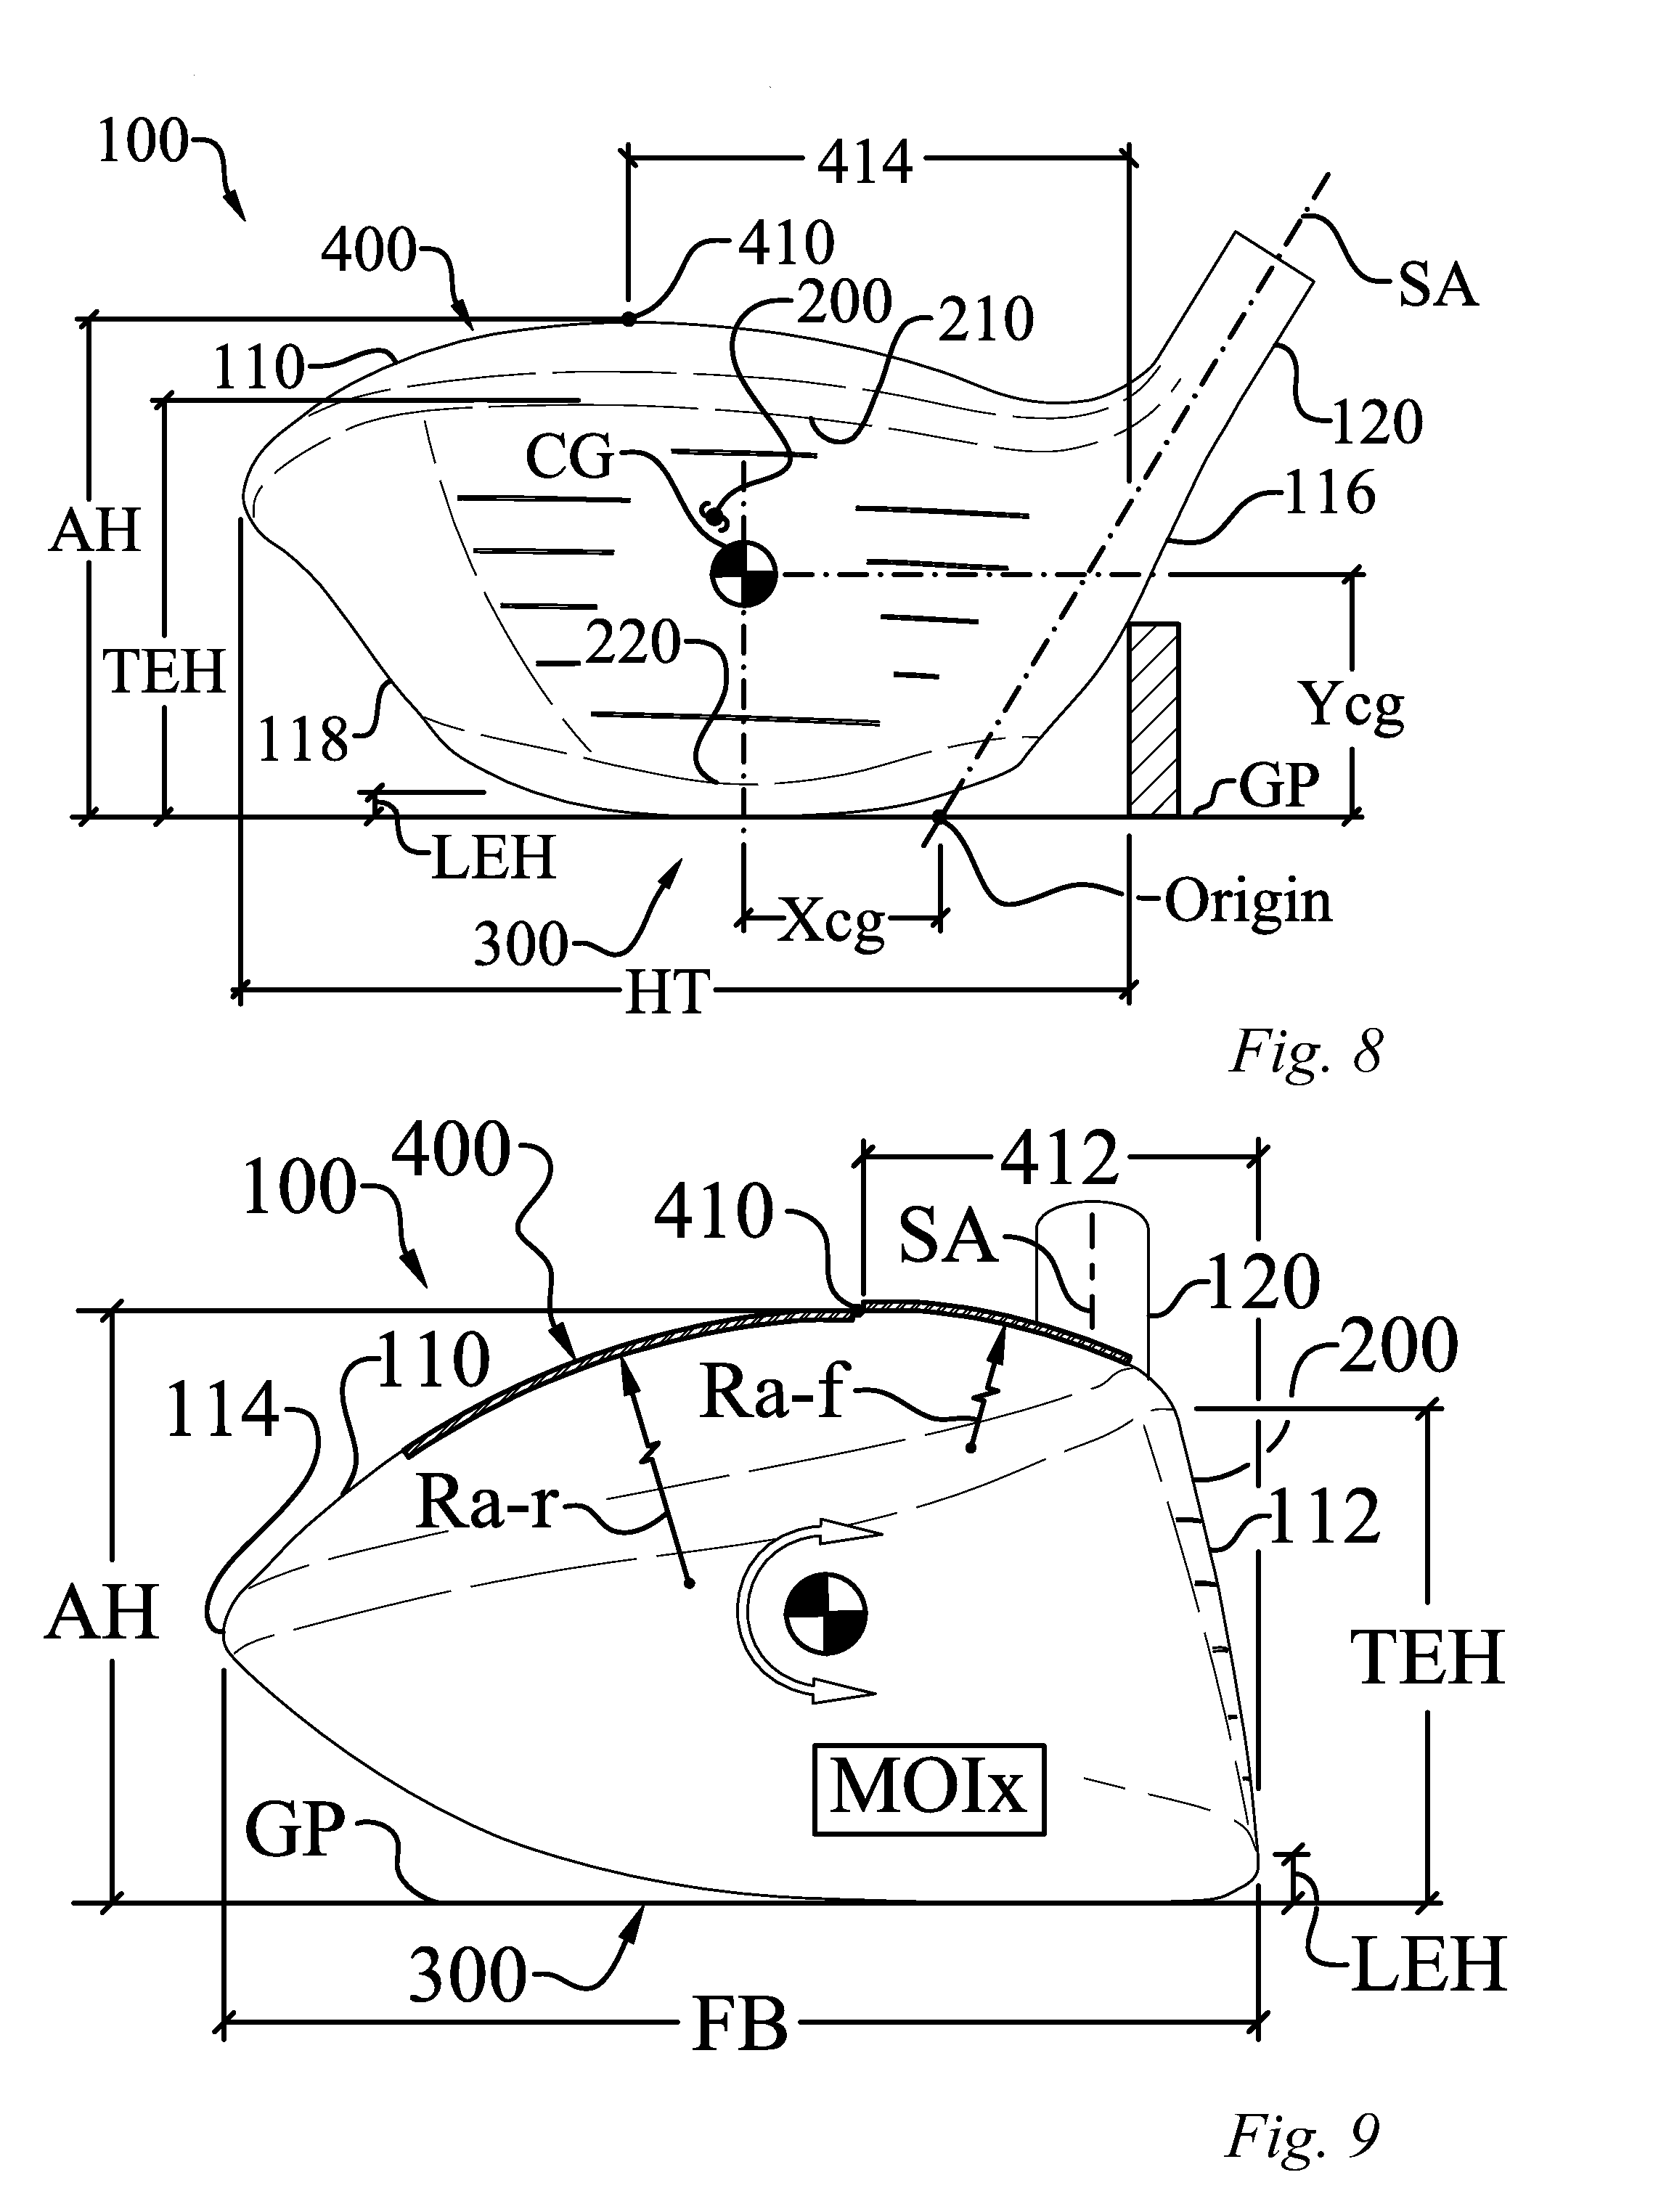 100
414
400
410
200
210
SA
110
CG
120
116
AH
220
TEH
Ycg
118
GP
LEH
Origin
Xcg
300
HT
Fig. 8
400
412
100
410
SA
120
200
110
Ra-f
114
Ra-r
112
AH
TEH
MOIx
GP
LEH
300
FB
Fig. 9